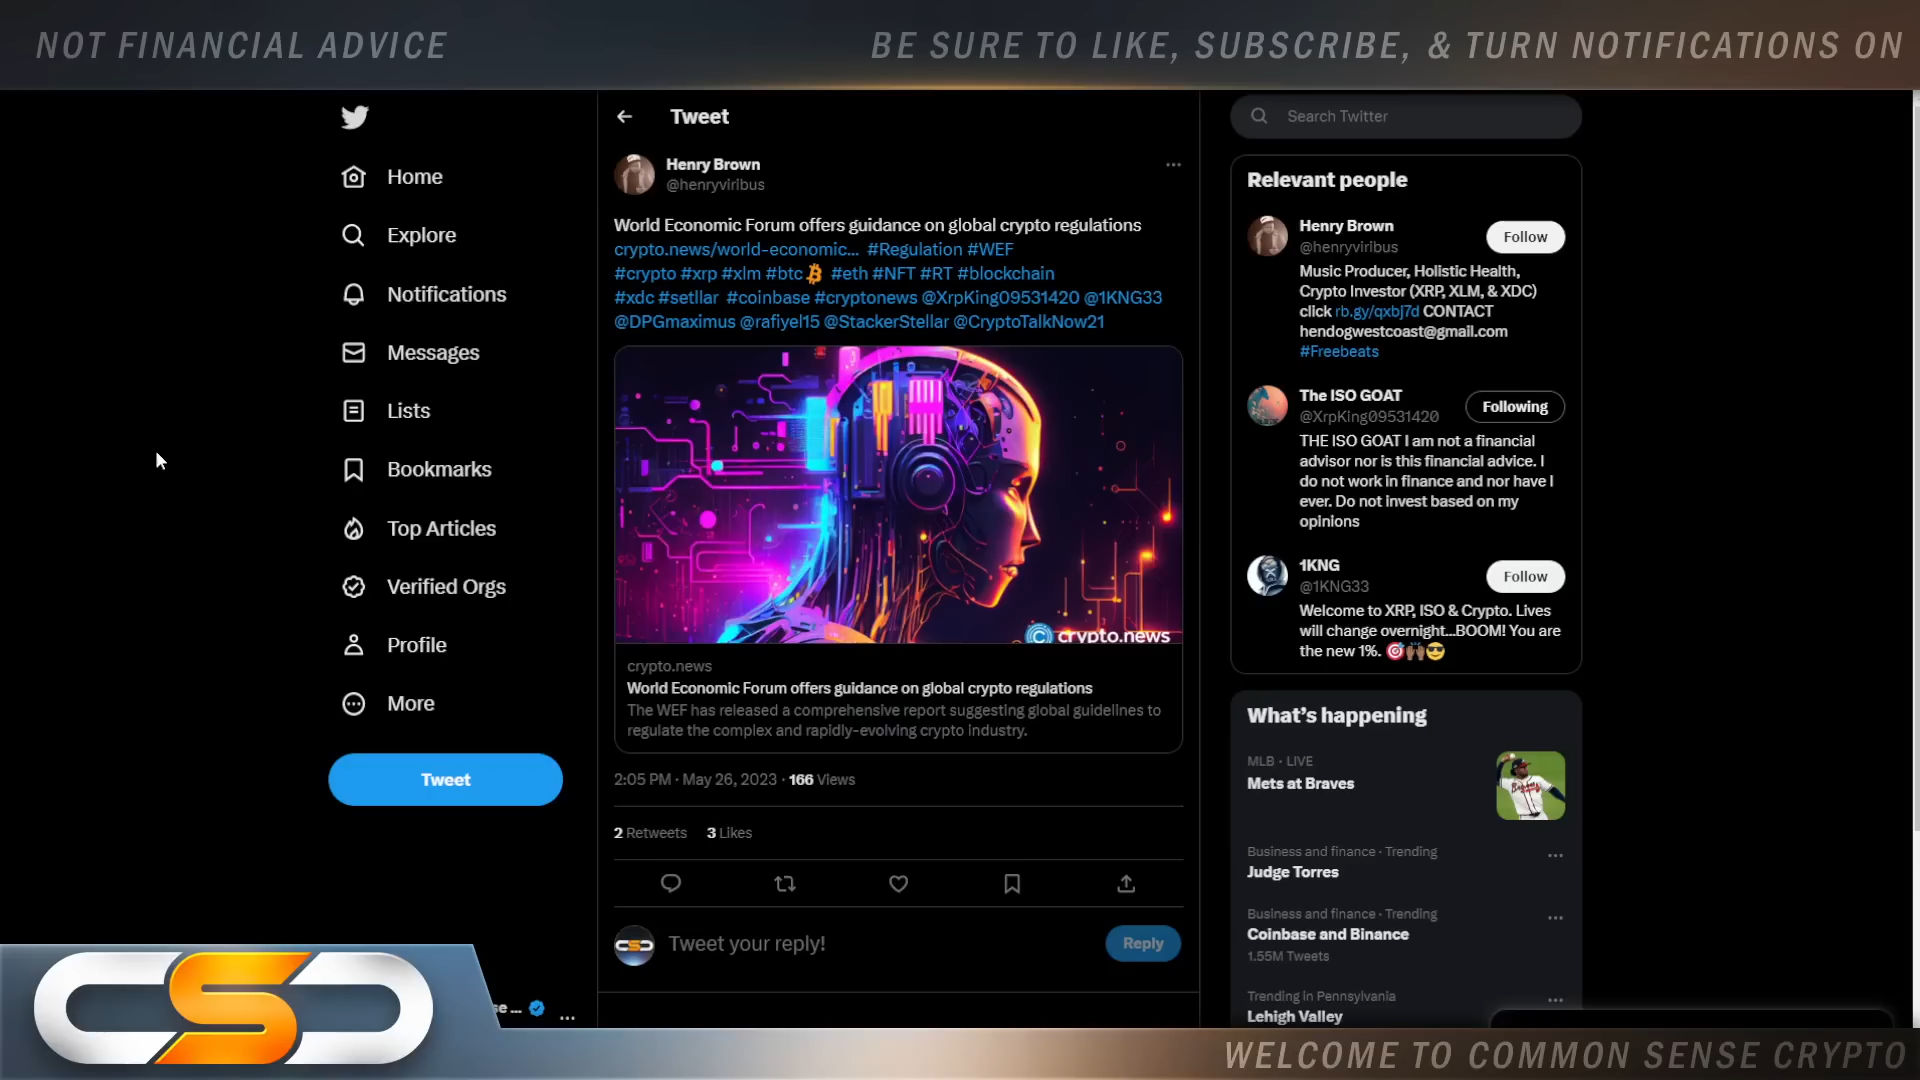 NOT FINANCIAL ADVICE
BE SURE TO LIKE, SUBSCRIBE, & TURN NOTIFICATIONS ON
Home
Explore
Notifications
Messages
Lists
Bookmarks
Top Articles
Verified Orgs
Profile
More
Tweet
se ...
Tweet
Henry Brown
@henryviribus
World Economic Forum offers guidance on global crypto regulations
crypto.news/world-economic... #Regulation #WEF
#crypto #xrp #xlm #btc #eth #NFT #RT #blockchain
#xdc #setllar #coinbase #cryptonews @XrpKing09531420 @1KNG33
@DPGmaximus @rafiyel15 @StackerStellar @CryptoTalkNow21
crypto.news
crypto.news
World Economic Forum offers guidance on global crypto regulations
The WEF has released a comprehensive report suggesting global guidelines to
regulate the complex and rapidly-evolving crypto industry.
2:05 PM · May 26, 2023 · 166 Views
2 Retweets 3 Likes
CSC
Tweet your reply!
Reply
Search Twitter
Relevant people
Henry Brown
@henryviribus
Follow
Music Producer, Holistic Health,
Crypto Investor (XRP, XLM, & XDC)
click rb.gy/qxbj7d CONTACT
hendogwestcoast@gmail.com
#Freebeats
The ISO GOAT
@XrpKing09531420
Following
THE ISO GOAT I am not a financial
advisor nor is this financial advice. I
do not work in finance and nor have I
ever. Do not invest based on my
opinions
1KNG
@1KNG33
Follow
Welcome to XRP, ISO & Crypto. Lives
will change overnight...BOOM! You are
the new 1%.
What's happening
MLB · LIVE
Mets at Braves
Business and finance · Trending
Judge Torres
Business and finance · Trending
Coinbase and Binance
1.55M Tweets
Trending in Pennsylvania
Lehigh Valley
CSC
WELCOME TO COMMON SENSE CRYPTO